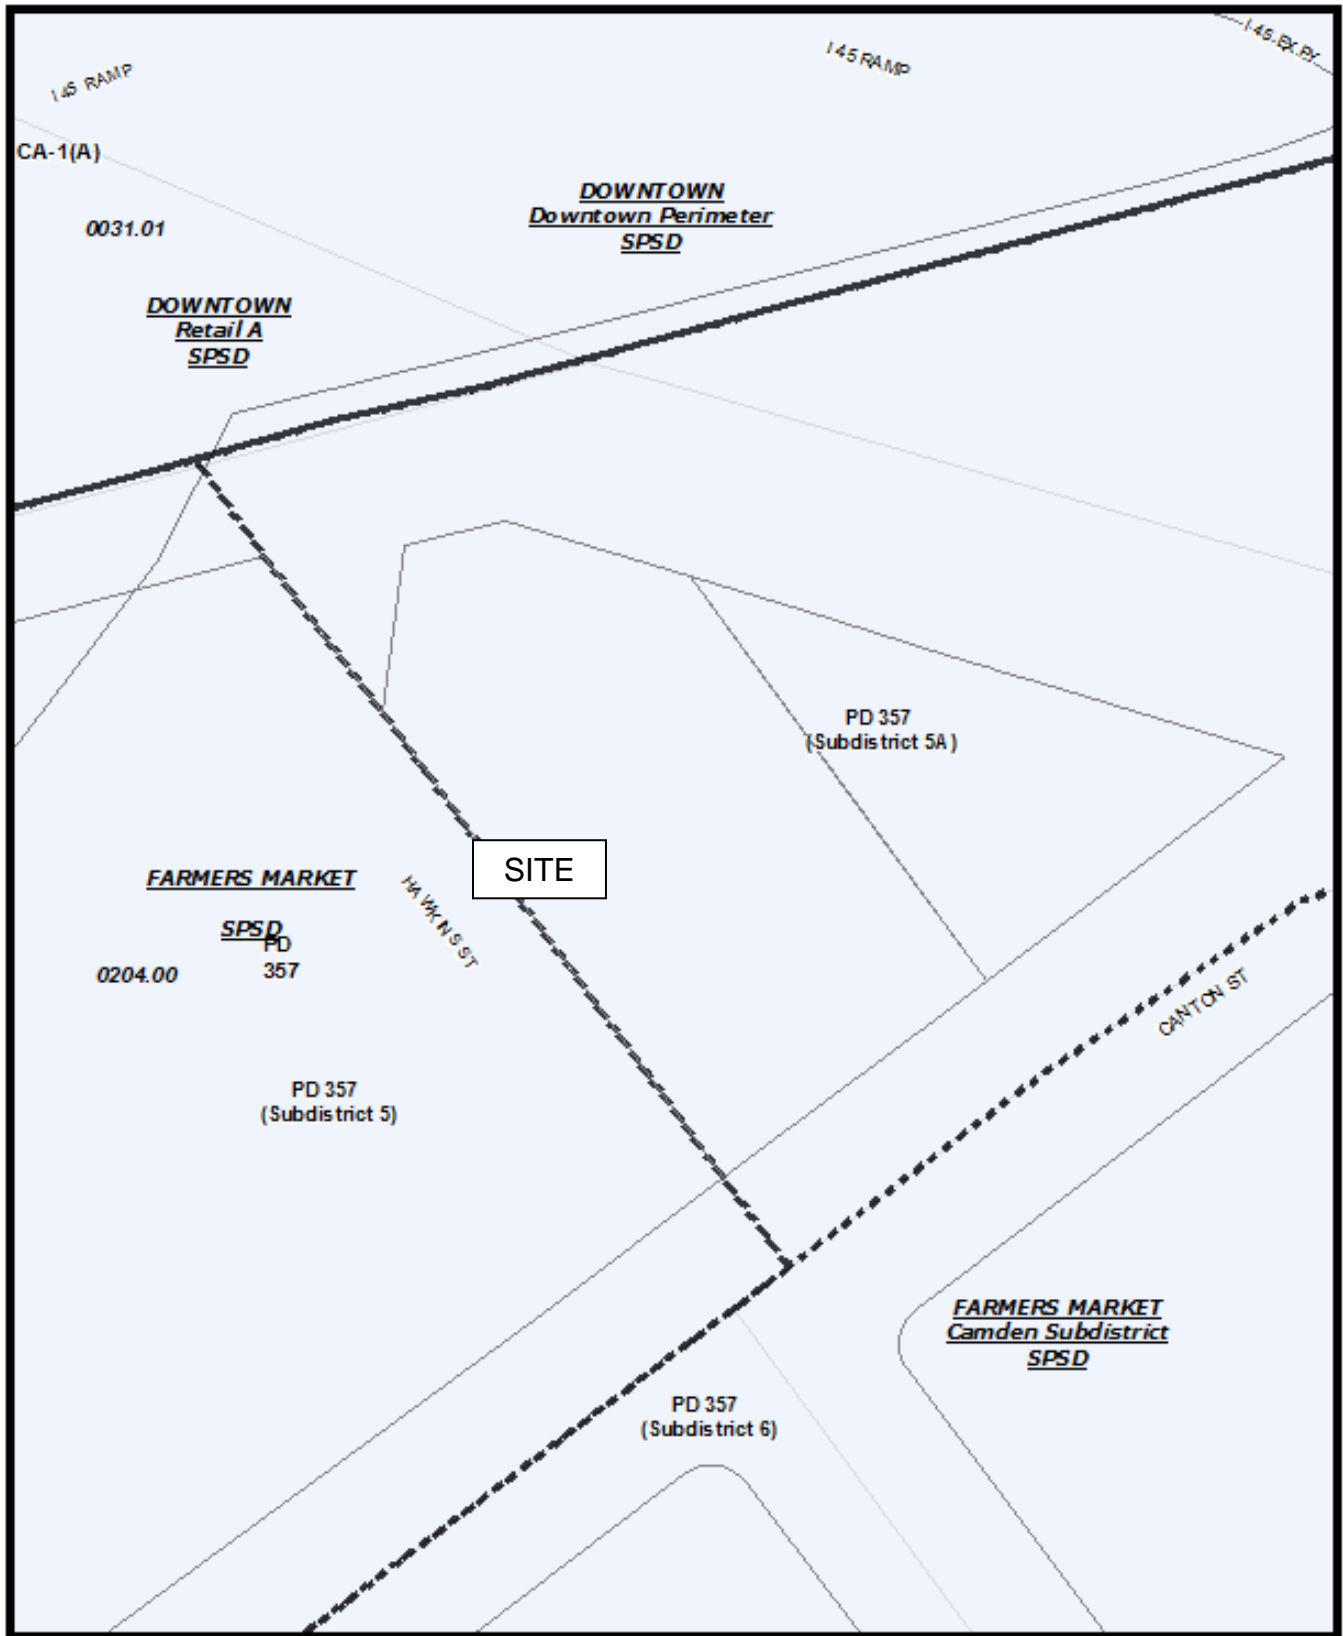 I-45 EXPY
I 45 RAMP
I 45 RAMP
CA-1(A)
DOWNTOWN
Downtown Perimeter
SPSD
0031.01
DOWNTOWN
Retail A
SPSD
PD 357
(Subdistrict 5A)
SITE
FARMERS MARKET
SPSD
HAWKINS ST
PD
357
0204.00
CANTON ST
PD 357
(Subdistrict 5)
FARMERS MARKET
Camden Subdistrict
SPSD
PD 357
(Subdistrict 6)